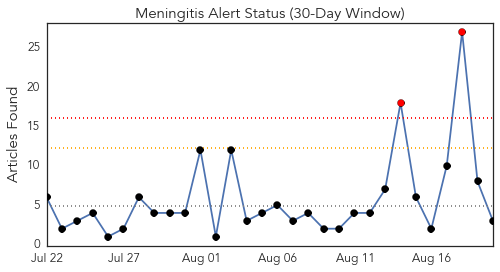 Meningitis Alert Status (30-Day Window)
Articles Found
25
20
15
10
5
0
Jul 22 Jul 27 Aug 01 Aug 06 Aug 11 Aug 16